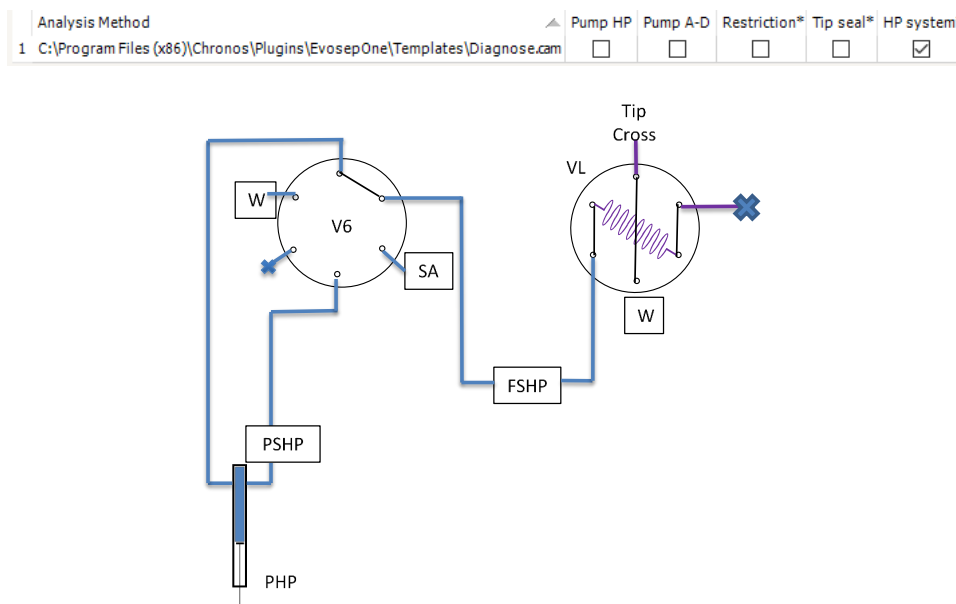 Analysis Method Pump HP Pump A-D Restriction* Tip seal* HP system
1 C:\Program Files (x86)\Chronos\Plugins\EvosepOne\Templates\Diagnose.cam
Tip
Cross
VL
W
V6
SA
W
FSHP
PSHP
PHP